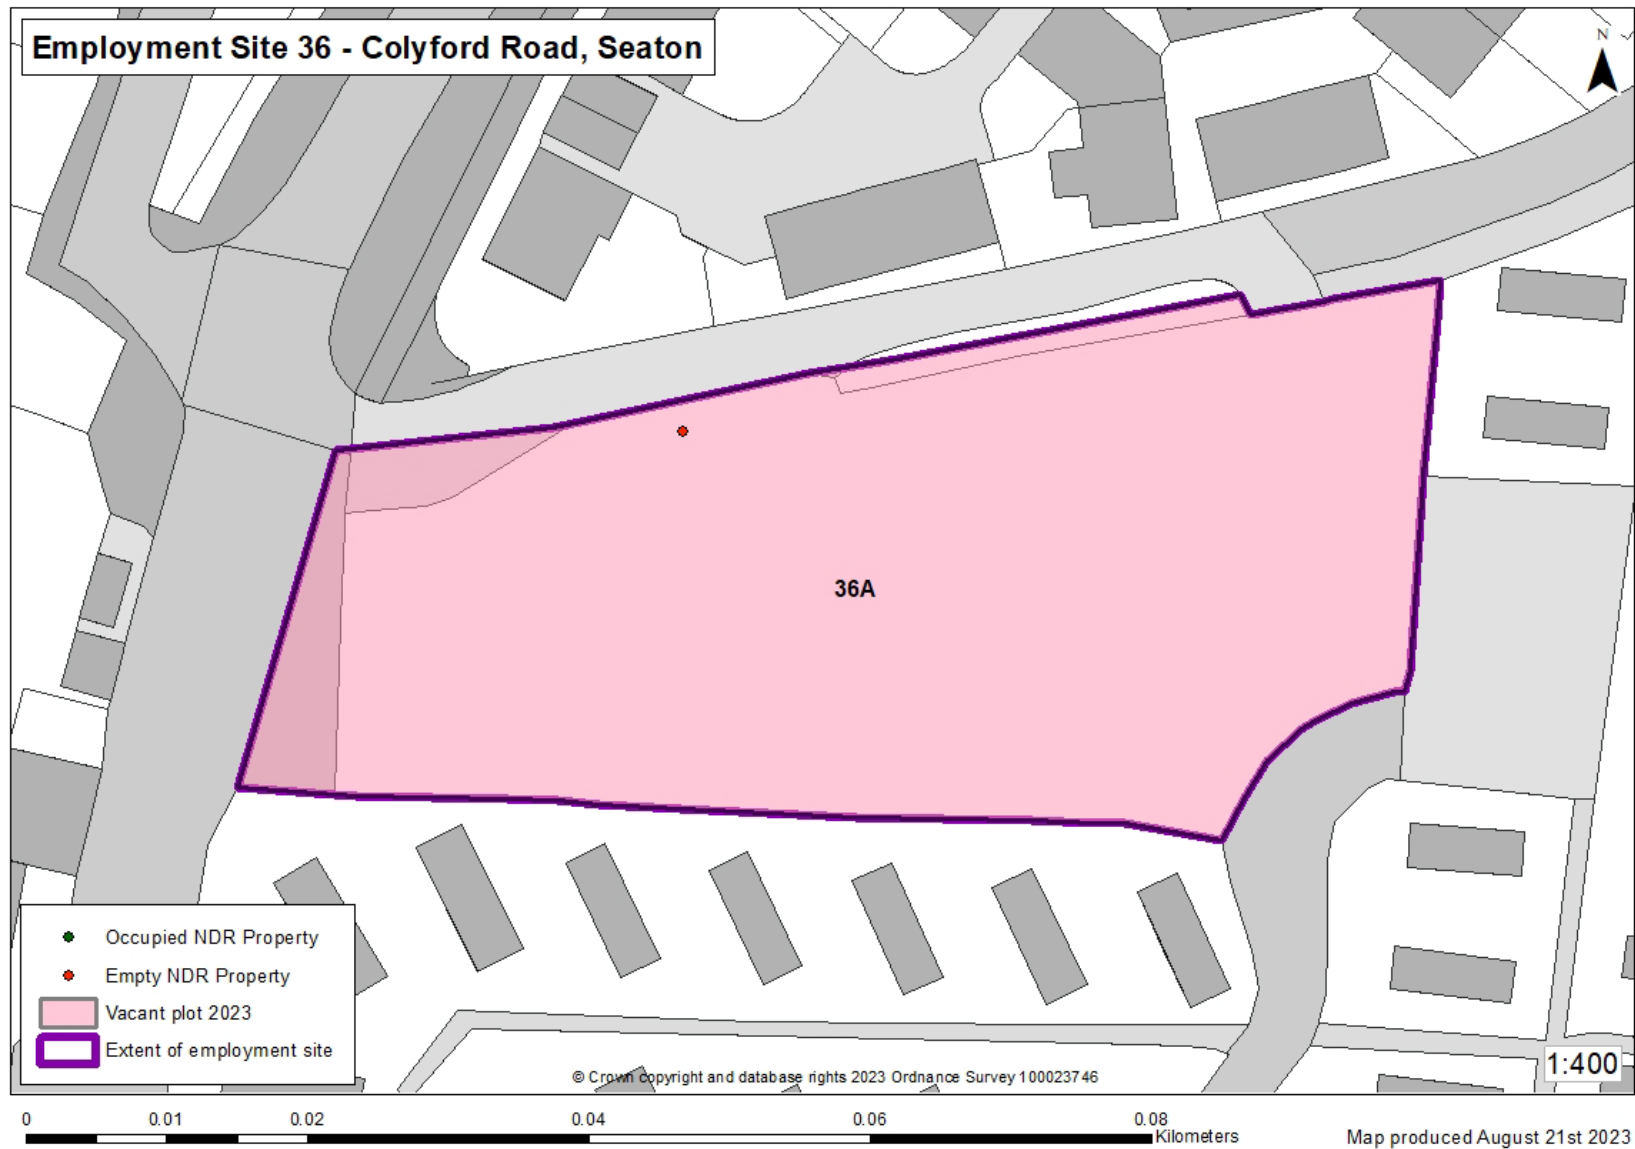 Employment Site 36 - Colyford Road, Seaton
N
36A
Occupied NDR Property
Empty NDR Property
Vacant plot 2023
Extent of employment site
© Crown copyright and database rights 2023 Ordnance Survey 100023746
1:400
0 0.01 0.02 0.04 0.06 0.08
Kilometers
Map produced August 21st 2023